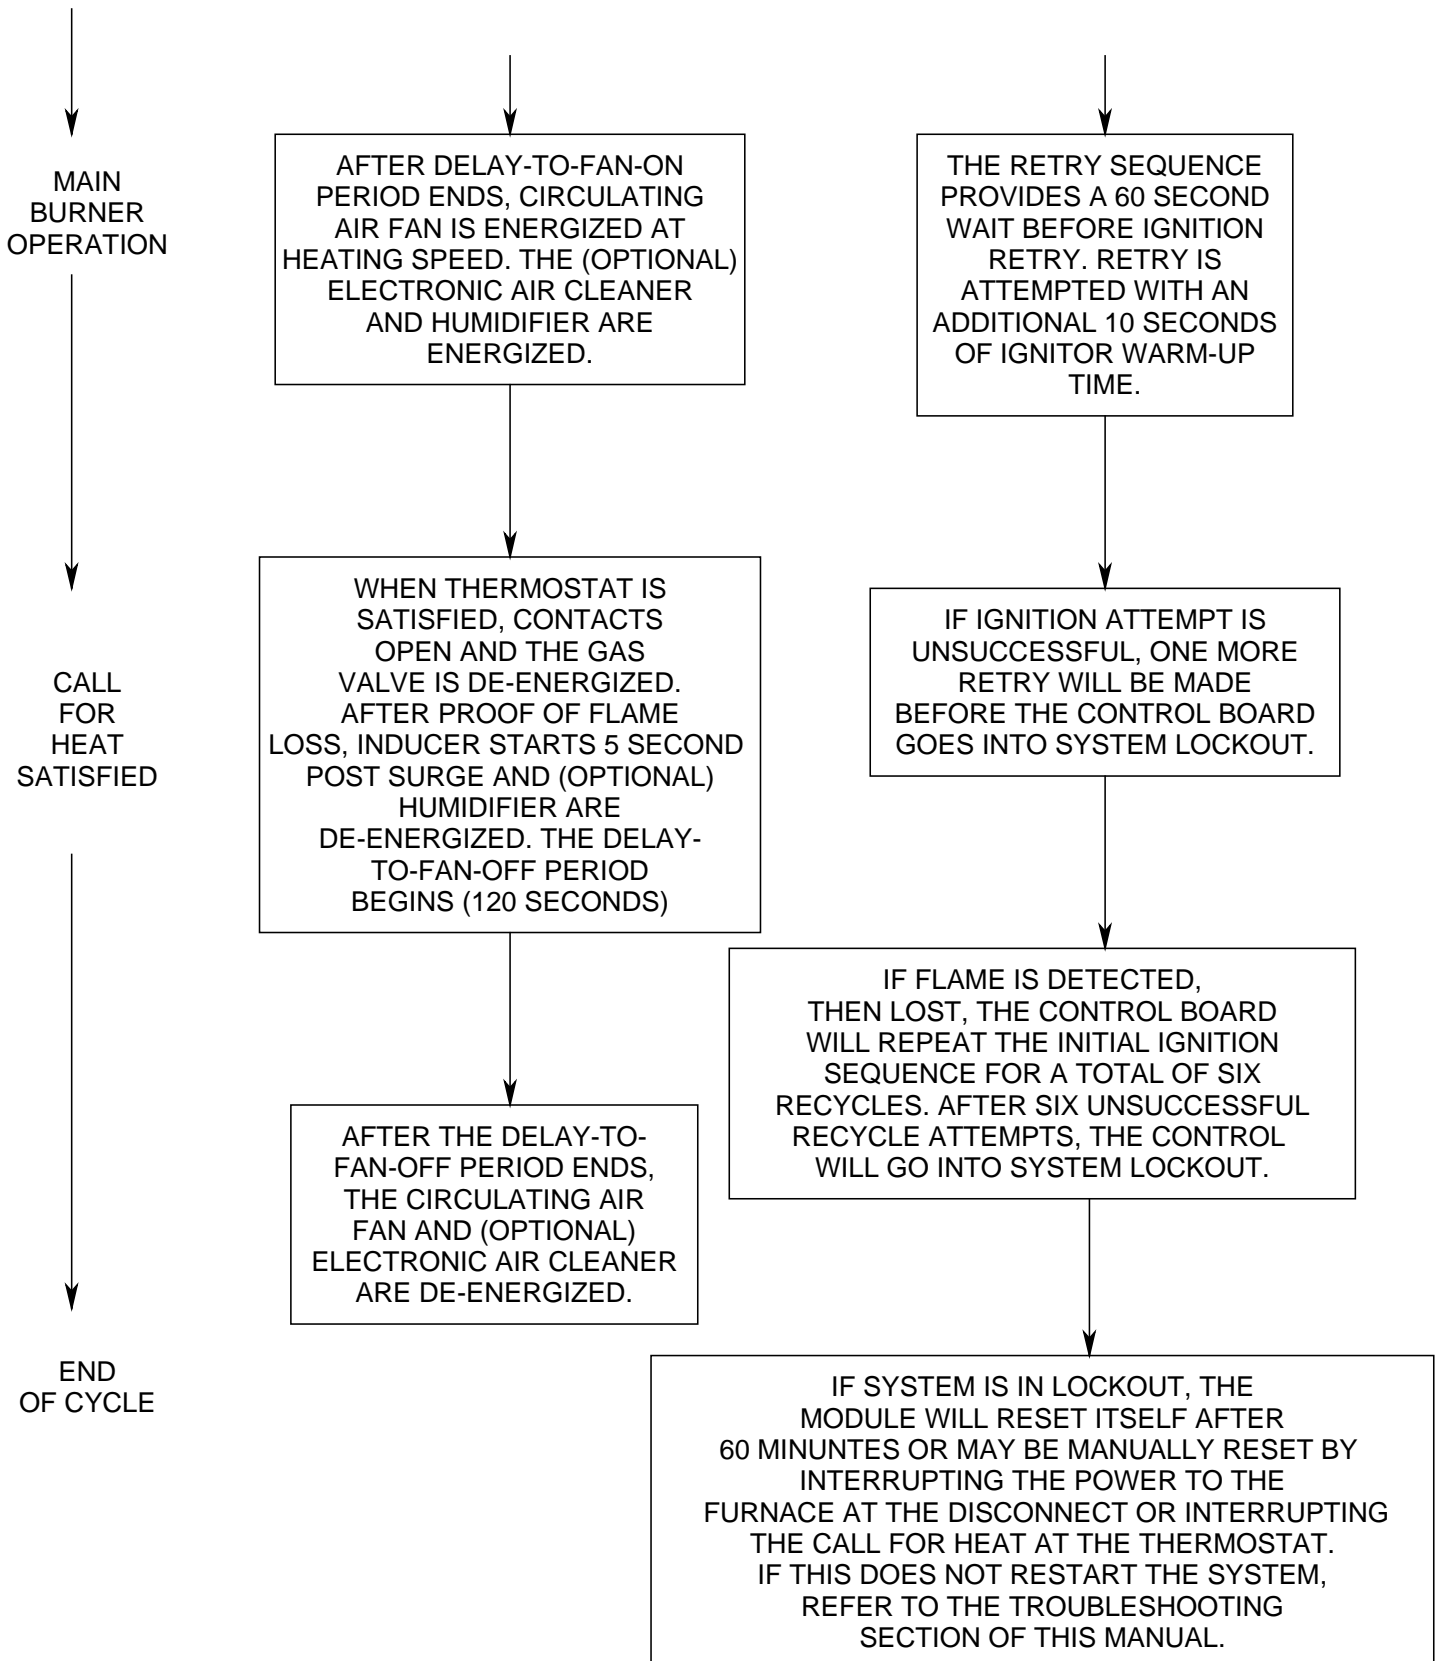 MAIN
BURNER
OPERATION
CALL
FOR
HEAT
SATISFIED
END
OF CYCLE
AFTER DELAY-TO-FAN-ON
PERIOD ENDS, CIRCULATING
AIR FAN IS ENERGIZED AT
HEATING SPEED. THE (OPTIONAL)
ELECTRONIC AIR CLEANER
AND HUMIDIFIER ARE
ENERGIZED.
WHEN THERMOSTAT IS
SATISFIED, CONTACTS
OPEN AND THE GAS
VALVE IS DE-ENERGIZED.
AFTER PROOF OF FLAME
LOSS, INDUCER STARTS 5 SECOND
POST SURGE AND (OPTIONAL)
HUMIDIFIER ARE
DE-ENERGIZED. THE DELAY-
TO-FAN-OFF PERIOD
BEGINS (120 SECONDS)
AFTER THE DELAY-TO-
FAN-OFF PERIOD ENDS,
THE CIRCULATING AIR
FAN AND (OPTIONAL)
ELECTRONIC AIR CLEANER
ARE DE-ENERGIZED.
THE RETRY SEQUENCE
PROVIDES A 60 SECOND
WAIT BEFORE IGNITION
RETRY. RETRY IS
ATTEMPTED WITH AN
ADDITIONAL 10 SECONDS
OF IGNITOR WARM-UP
TIME.
IF IGNITION ATTEMPT IS
UNSUCCESSFUL, ONE MORE
RETRY WILL BE MADE
BEFORE THE CONTROL BOARD
GOES INTO SYSTEM LOCKOUT.
IF FLAME IS DETECTED,
THEN LOST, THE CONTROL BOARD
WILL REPEAT THE INITIAL IGNITION
SEQUENCE FOR A TOTAL OF SIX
RECYCLES. AFTER SIX UNSUCCESSFUL
RECYCLE ATTEMPTS, THE CONTROL
WILL GO INTO SYSTEM LOCKOUT.
IF SYSTEM IS IN LOCKOUT, THE
MODULE WILL RESET ITSELF AFTER
60 MINUNTES OR MAY BE MANUALLY RESET BY
INTERRUPTING THE POWER TO THE
FURNACE AT THE DISCONNECT OR INTERRUPTING
THE CALL FOR HEAT AT THE THERMOSTAT.
IF THIS DOES NOT RESTART THE SYSTEM,
REFER TO THE TROUBLESHOOTING
SECTION OF THIS MANUAL.